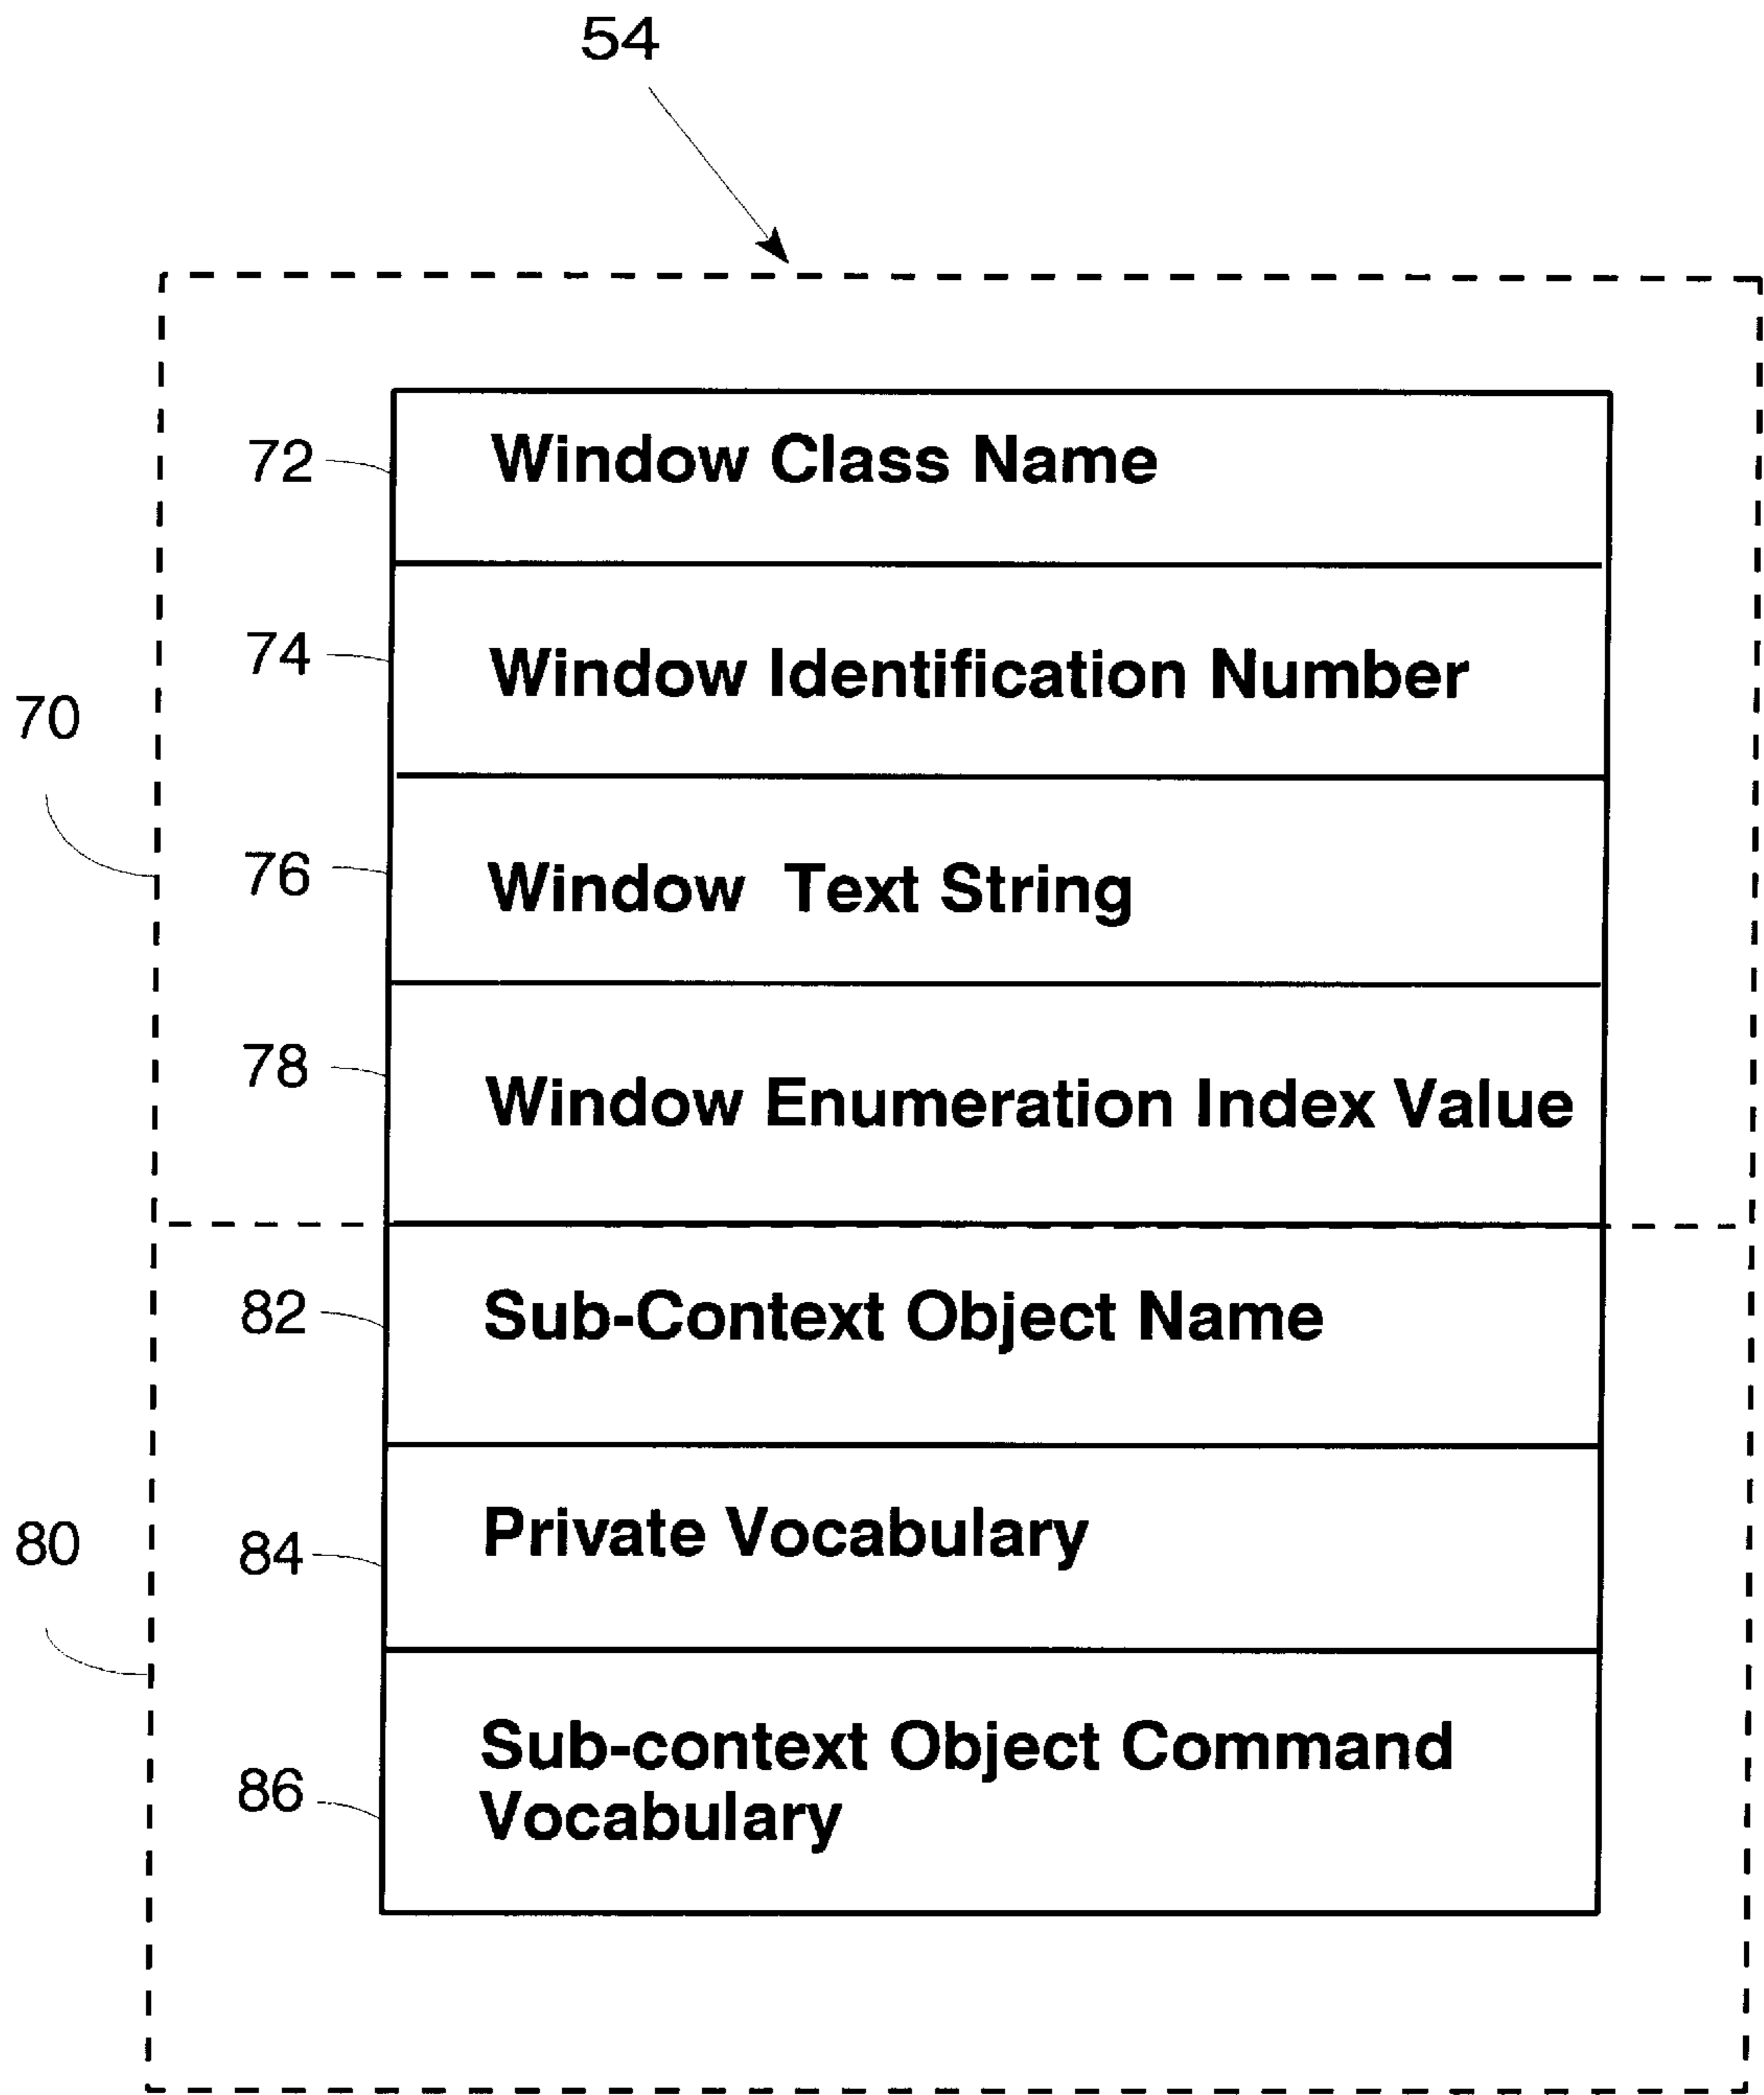 54
72 Window Class Name
74 Window Identification Number
70
76 Window Text String
78 Window Enumeration Index Value
82 Sub-Context Object Name
80
84 Private Vocabulary
86 Sub-context Object Command
Vocabulary